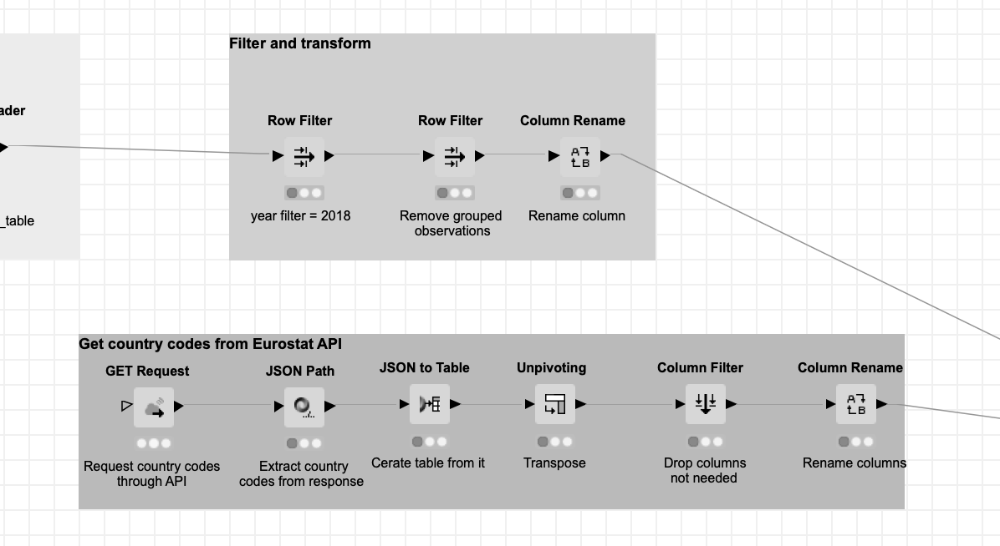 Filter and transform
ader
Row Filter
Row Filter
Column Rename
_table
year filter = 2018
Remove grouped
observations
Rename column
Get country codes from Eurostat API
GET Request
JSON Path
JSON to Table
Unpivoting
Column Filter
Column Rename
Request country codes
through API
Extract country
codes from response
Cerate table from it
Transpose
Drop columns
not needed
Rename columns